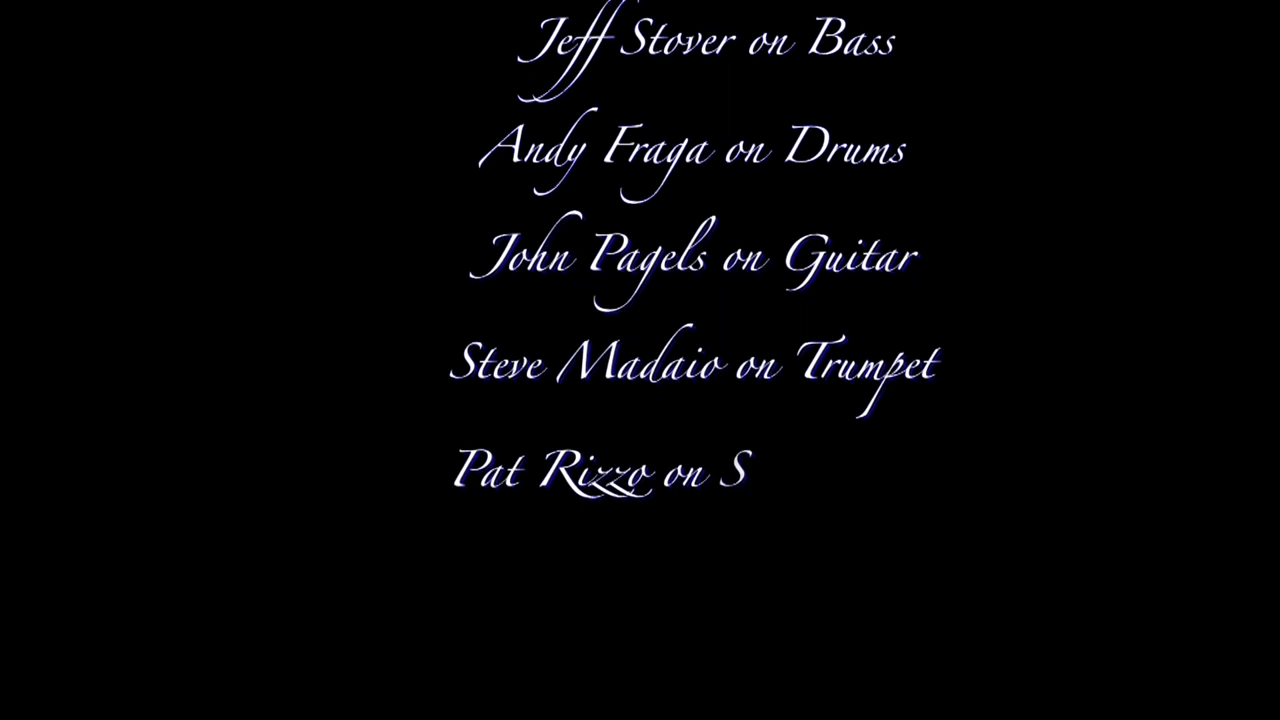 Jeff Stover on Bass
Andy Fraga on Drums
John Pagels on Guitar
Steve Madaio on Trumpet
Pat Rizzo on S